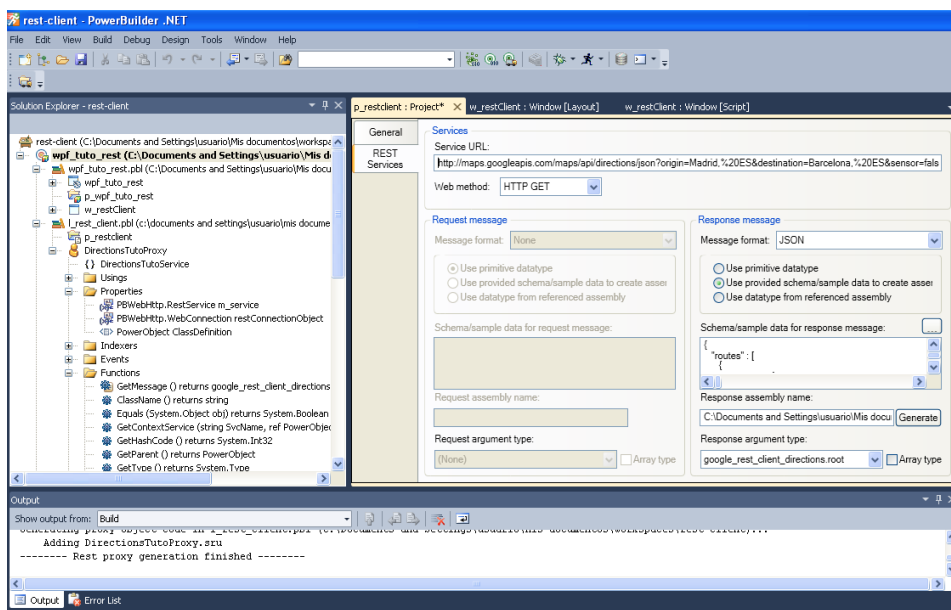 rest-client - PowerBuilder .NET
File Edit View Build Debug Design Tools Window Help
Solution Explorer - rest-client
rest-client (C:\Documents and Settings\usuario\Mis documentos\workspa
wpf_tuto_rest (C:\Documents and Settings\usuario\Mis d
wpf_tuto_rest.pbl (C:\Documents and Settings\usuario\Mis docu
wpf_tuto_rest
p_wpf_tuto_rest
w_restClient
l_rest_client.pbl (c:\documents and settings\usuario\mis docume
p_restclient
DirectionsTutoProxy
{ } DirectionsTutoService
Usings
Properties
PBWebHttp.RestService m_service
PBWebHttp.WebConnection restConnectionObject
PowerObject ClassDefinition
Indexers
Events
Functions
GetMessage () returns google_rest_client_directions
ClassName () returns string
Equals (System.Object obj) returns System.Boolean
GetContextService (string SvcName, ref PowerObjec
GetHashCode () returns System.Int32
GetParent () returns PowerObject
GetType () returns System.Type
p_restclient : Project* w_restClient : Window [Layout] w_restClient : Window [Script]
General
REST Services
Services
Service URL:
http://maps.googleapis.com/maps/api/directions/json?origin=Madrid,%20ES&destination=Barcelona,%20ES&sensor=fals
Web method: HTTP GET
Request message
Message format: None
Use primitive datatype
Use provided schema/sample data to create asser
Use datatype from referenced assembly
Schema/sample data for request message:
Request assembly name:
Request argument type:
(None) Array type
Response message
Message format: JSON
Use primitive datatype
Use provided schema/sample data to create asser
Use datatype from referenced assembly
Schema/sample data for response message:
...
{
"routes" : [
{
Response assembly name:
C:\Documents and Settings\usuario\Mis docu Generate
Response argument type:
google_rest_client_directions.root Array type
Output
Show output from: Build
Adding DirectionsTutoProxy.sru
-------- Rest proxy generation finished --------
Output Error List